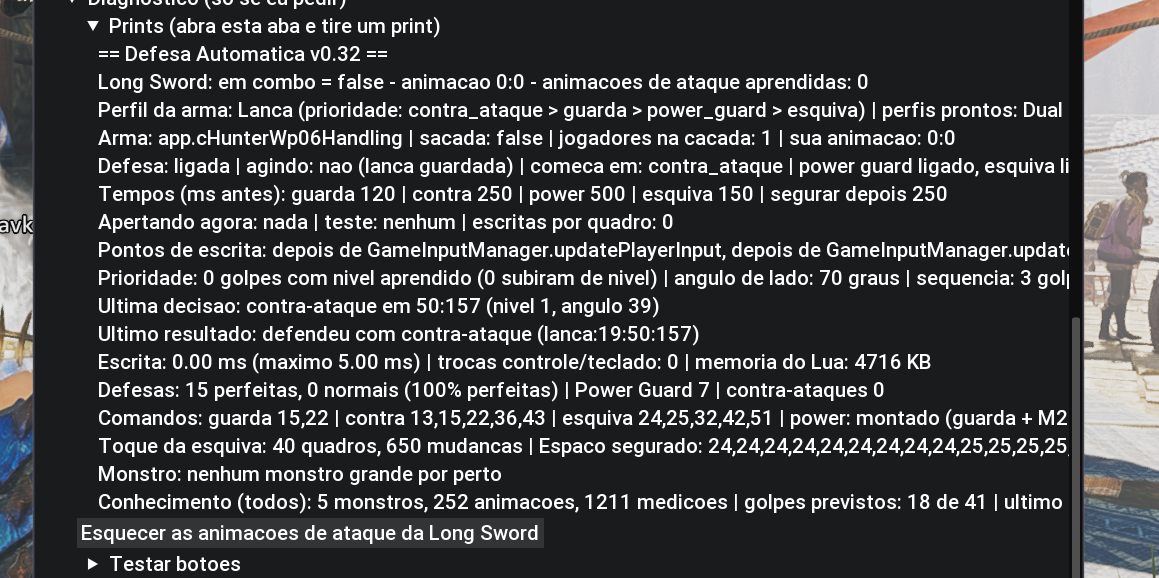 Diagnostico (so se eu pedir)
▼ Prints (abra esta aba e tire um print)
== Defesa Automatica v0.32 ==
Long Sword: em combo = false - animacao 0:0 - animacoes de ataque aprendidas: 0
Perfil da arma: Lanca (prioridade: contra_ataque > guarda > power_guard > esquiva) | perfis prontos: Dual
Arma: app.cHunterWp06Handling | sacada: false | jogadores na cacada: 1 | sua animacao: 0:0
Defesa: ligada | agindo: nao (lanca guardada) | comeca em: contra_ataque | power guard ligado, esquiva li
Tempos (ms antes): guarda 120 | contra 250 | power 500 | esquiva 150 | segurar depois 250
Apertando agora: nada | teste: nenhum | escritas por quadro: 0
Pontos de escrita: depois de GameInputManager.updatePlayerInput, depois de GameInputManager.update
Prioridade: 0 golpes com nivel aprendido (0 subiram de nivel) | angulo de lado: 70 graus | sequencia: 3 golp
Ultima decisao: contra-ataque em 50:157 (nivel 1, angulo 39)
Ultimo resultado: defendeu com contra-ataque (lanca:19:50:157)
Escrita: 0.00 ms (maximo 5.00 ms) | trocas controle/teclado: 0 | memoria do Lua: 4716 KB
Defesas: 15 perfeitas, 0 normais (100% perfeitas) | Power Guard 7 | contra-ataques 0
Comandos: guarda 15,22 | contra 13,15,22,36,43 | esquiva 24,25,32,42,51 | power: montado (guarda + M2
Toque da esquiva: 40 quadros, 650 mudancas | Espaco segurado: 24,24,24,24,24,24,24,24,24,25,25,25,25,
Monstro: nenhum monstro grande por perto
Conhecimento (todos): 5 monstros, 252 animacoes, 1211 medicoes | golpes previstos: 18 de 41 | ultimo
Esquecer as animacoes de ataque da Long Sword
► Testar botoes
avk